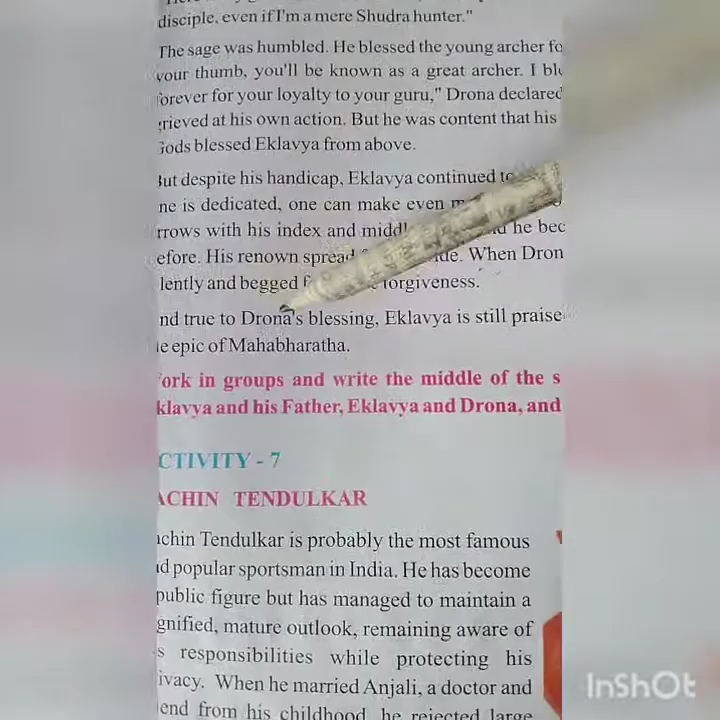 disciple, even if I'm a mere Shudra hunter."
The sage was humbled. He blessed the young archer fo
your thumb, you'll be known as a great archer. I ble
forever for your loyalty to your guru," Drona declared
grieved at his own action. But he was content that his
Gods blessed Eklavya from above.
But despite his handicap, Eklavya continued to
ne is dedicated, one can make even
rrows with his index and middl he bec
efore. His renown spread When Dron
lently and begged forgiveness.
nd true to Drona's blessing, Eklavya is still praise
e epic of Mahabharatha.
ork in groups and write the middle of the s
klavya and his Father, Eklavya and Drona, and
CTIVITY - 7
ACHIN TENDULKAR
achin Tendulkar is probably the most famous
nd popular sportsman in India. He has become
public figure but has managed to maintain a
gnified, mature outlook, remaining aware of
s responsibilities while protecting his
ivacy. When he married Anjali, a doctor and
end from his childhood, he rejected large
InShOt